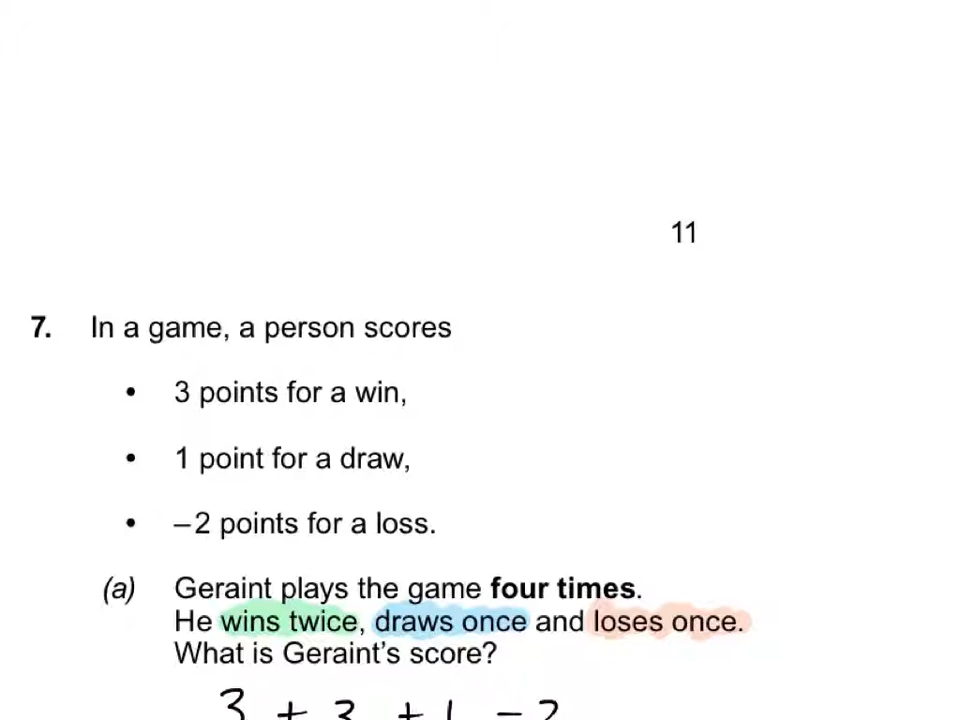 11
7. In a game, a person scores
• 3 points for a win,
• 1 point for a draw,
• –2 points for a loss.
(a) Geraint plays the game four times.
He wins twice, draws once and loses once.
What is Geraint's score?
3 + 3 + 1 – 2